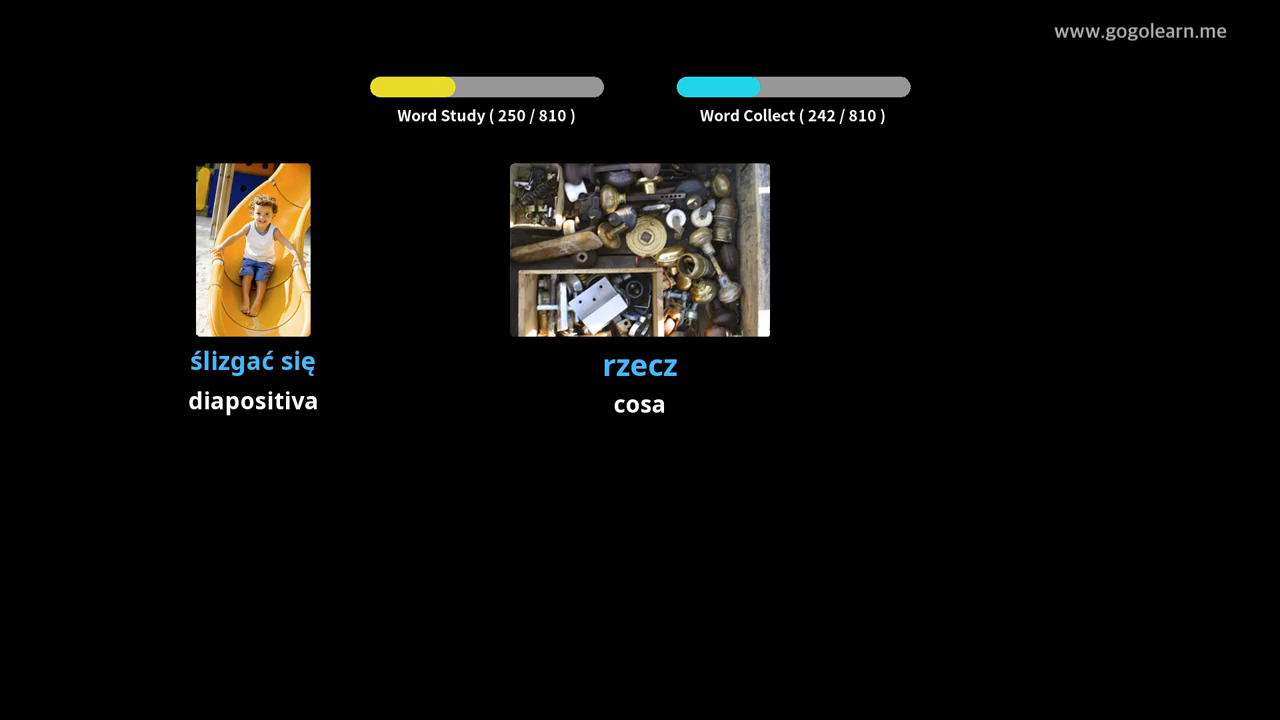 www.gogolearn.me
Word Study ( 250 / 810 )
Word Collect ( 242 / 810 )
ślizgać się
diapositiva
rzecz
cosa